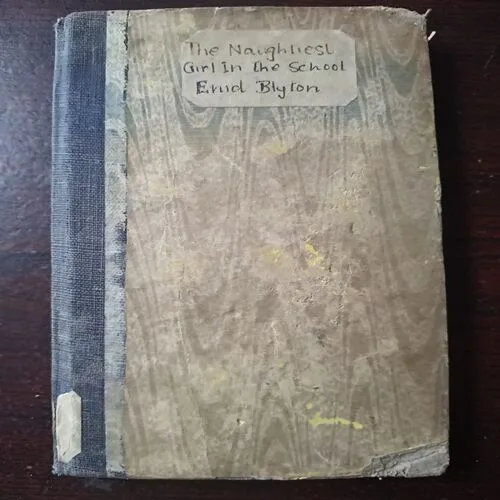 The Naughtiest
Girl In the School
Enid Blyton